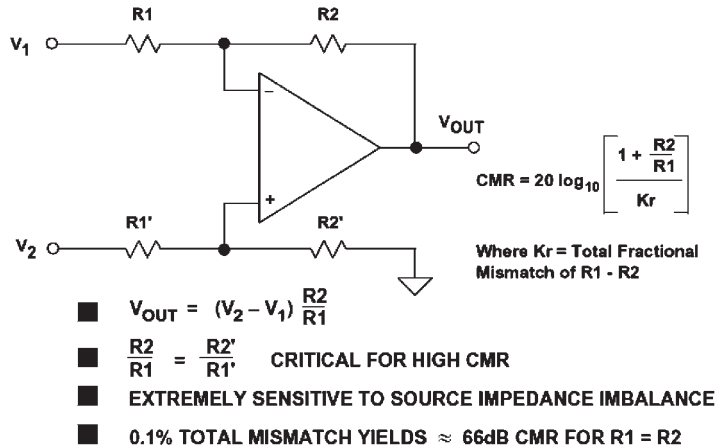 R1
R2
V1
−
VOUT
+
R1'
R2'
V2
CMR = 20 log10 [ (1 + R2/R1) / Kr ]
Where Kr = Total Fractional
Mismatch of R1 - R2
VOUT = (V2 – V1) R2/R1
R2/R1 = R2'/R1' CRITICAL FOR HIGH CMR
EXTREMELY SENSITIVE TO SOURCE IMPEDANCE IMBALANCE
0.1% TOTAL MISMATCH YIELDS ≈ 66dB CMR FOR R1 = R2